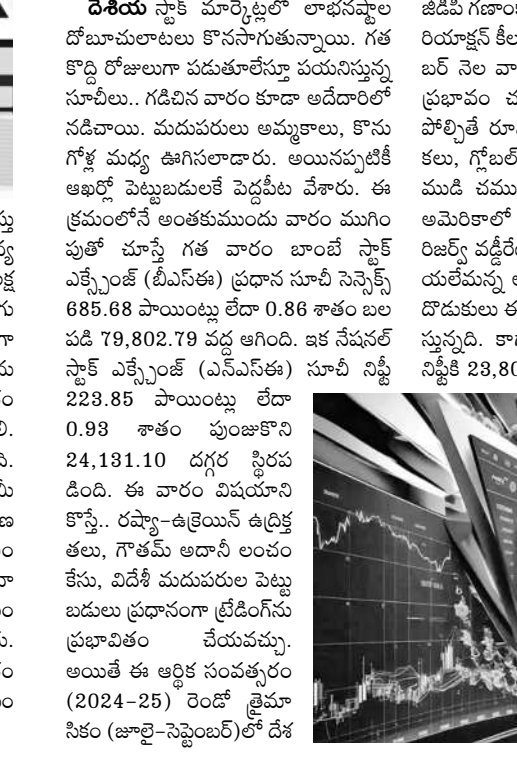 దేశీయ స్టాక్ మార్కెట్లలో లాభనష్టాల
దోబూచులాటలు కొనసాగుతున్నాయి. గత
కొద్ది రోజులుగా పడుతూలేస్తూ పయనిస్తున్న
సూచీలు.. గడిచిన వారం కూడా అదేదారిలో
నడిచాయి. మదుపరులు అమ్మకాలు, కొను
గోళ్ల మధ్య ఊగిసలాడారు. అయినప్పటికీ
ఆఖర్లో పెట్టుబడులకే పెద్దపీట వేశారు. ఈ
క్రమంలోనే అంతకుముందు వారం ముగిం
పుతో చూస్తే గత వారం బాంబే స్టాక్
ఎక్స్చేంజ్ (బీఎస్ఈ) ప్రధాన సూచీ సెన్సెక్స్
685.68 పాయింట్లు లేదా 0.86 శాతం బల
పడి 79,802.79 వద్ద ఆగింది. ఇక నేషనల్
స్టాక్ ఎక్స్చేంజ్ (ఎన్ఎస్ఈ) సూచీ నిఫ్టీ
223.85 పాయింట్లు లేదా
0.93 శాతం పుంజుకొని
24,131.10 దగ్గర స్థిరప
డింది. ఈ వారం విషయాని
కొస్తే.. రష్యా-ఉక్రెయిన్ ఉద్రిక్త
తలు, గౌతమ్ అదానీ లంచం
కేసు, విదేశీ మదుపరుల పెట్టు
బడులు ప్రధానంగా ట్రేడింగ్‌ను
ప్రభావితం చేయవచ్చు.
అయితే ఈ ఆర్థిక సంవత్సరం
(2024-25) రెండో త్రైమా
సికం (జూలై-సెప్టెంబర్)లో దేశ
జీడీపీ గణాం
రియాక్షన్ కీల
బర్ నెల వా
ప్రభావం
పోల్చితే
కలు, గ్లోబల్
ముడి చము
అమెరికాలో
రిజర్వ్ వడ్డీరే
యలేమన్న
దొడుకులు ఈ
స్తున్నది.
నిఫ్టీకి 23,80